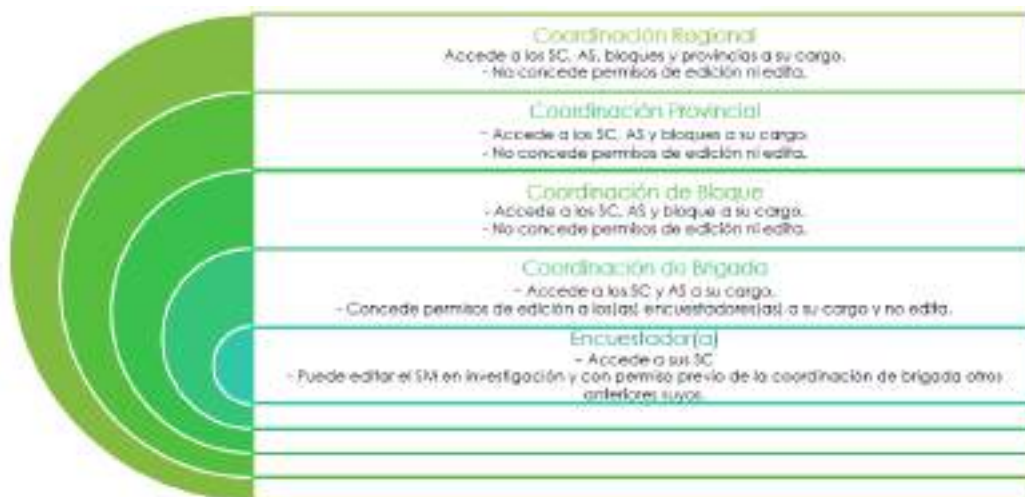 Coordinación Regional
Accede a los SC, AS, bloques y provincias a su cargo.
- No concede permisos de edición ni edita.
Coordinación Provincial
- Accede a los SC, AS y bloques a su cargo
- No concede permisos de edición ni edita.
Coordinación de Bloque
- Accede a los SC, AS y bloque a su cargo.
- No concede permisos de edición ni edita.
Coordinación de Brigada
- Accede a los SC y AS a su cargo.
- Concede permisos de edición a los(as) encuestadores(as) a su cargo y no edita.
Encuestador(a)
- Accede a sus SC
- Puede editar el SM en investigación y con permiso previo de la coordinación de brigada otros
anteriores suyos.